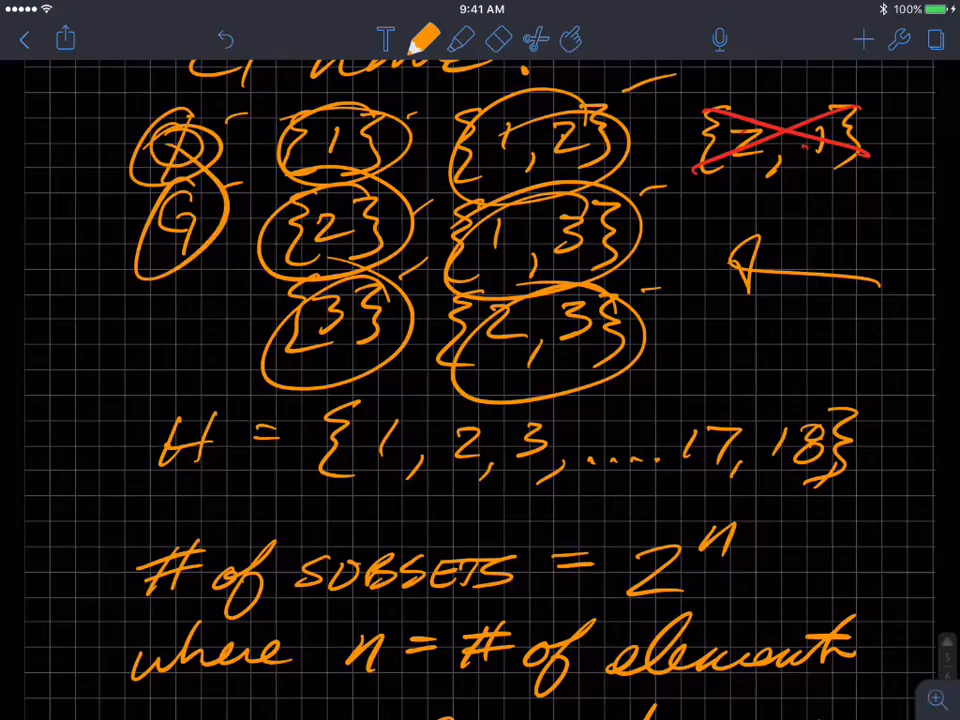 9:41 AM 100%
T
∅ {1} {1, 2} {2, 1}
G {2} {1, 3}
{3} {2, 3}
H = {1, 2, 3, ..... 17, 18}
# of SUBSETS = 2^n
where n = # of elements